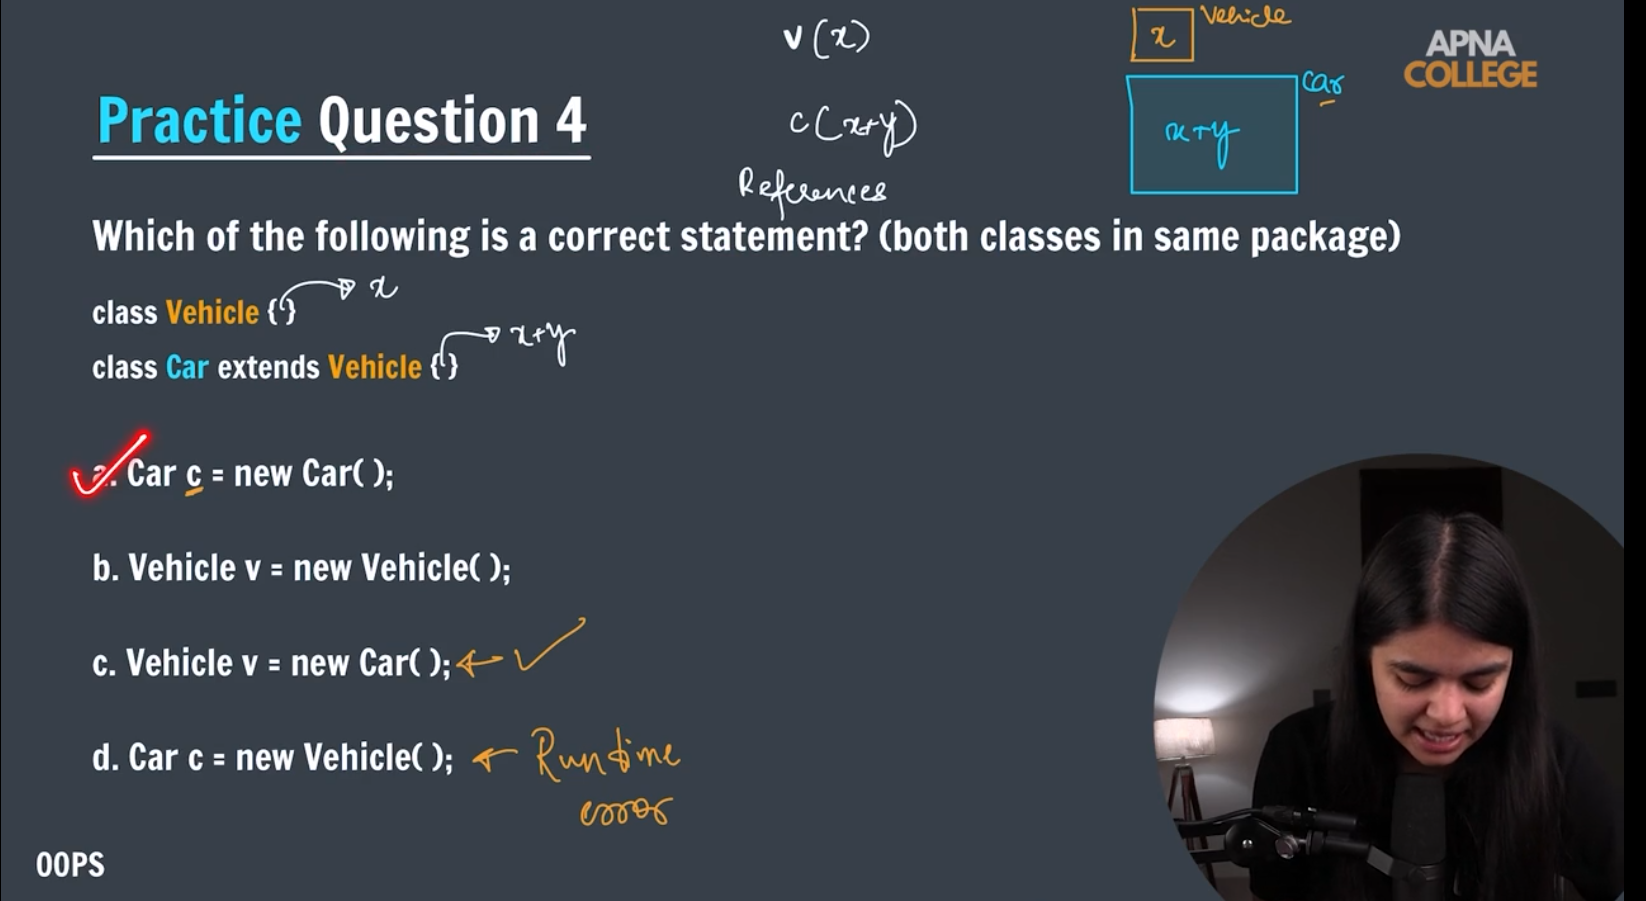 v(x)
x Vehicle
APNA
COLLEGE
Practice Question 4
c(x+y)
Car
x+y
References
Which of the following is a correct statement? (both classes in same package)
class Vehicle {} x
class Car extends Vehicle {} x+y
a. Car c = new Car( );
b. Vehicle v = new Vehicle( );
c. Vehicle v = new Car( );
d. Car c = new Vehicle( ); Runtime
error
OOPS